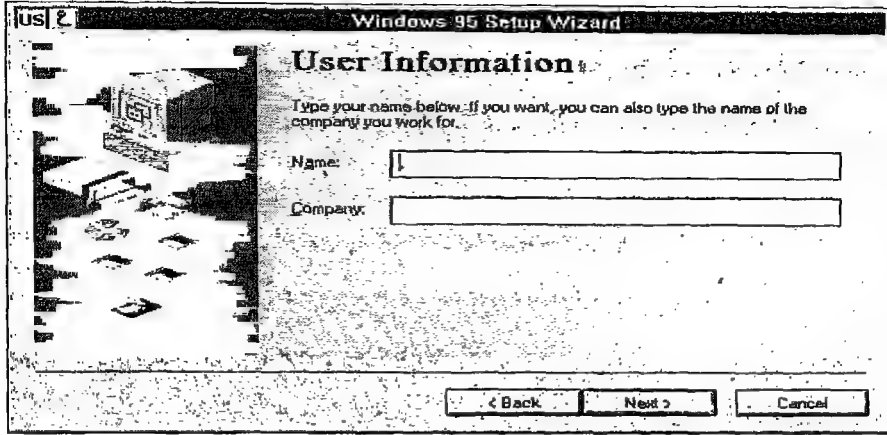 US ع
Windows 95 Setup Wizard
User Information
Type your name below. If you want, you can also type the name of the
company you work for.
Name:
Company:
< Back
Next >
Cancel